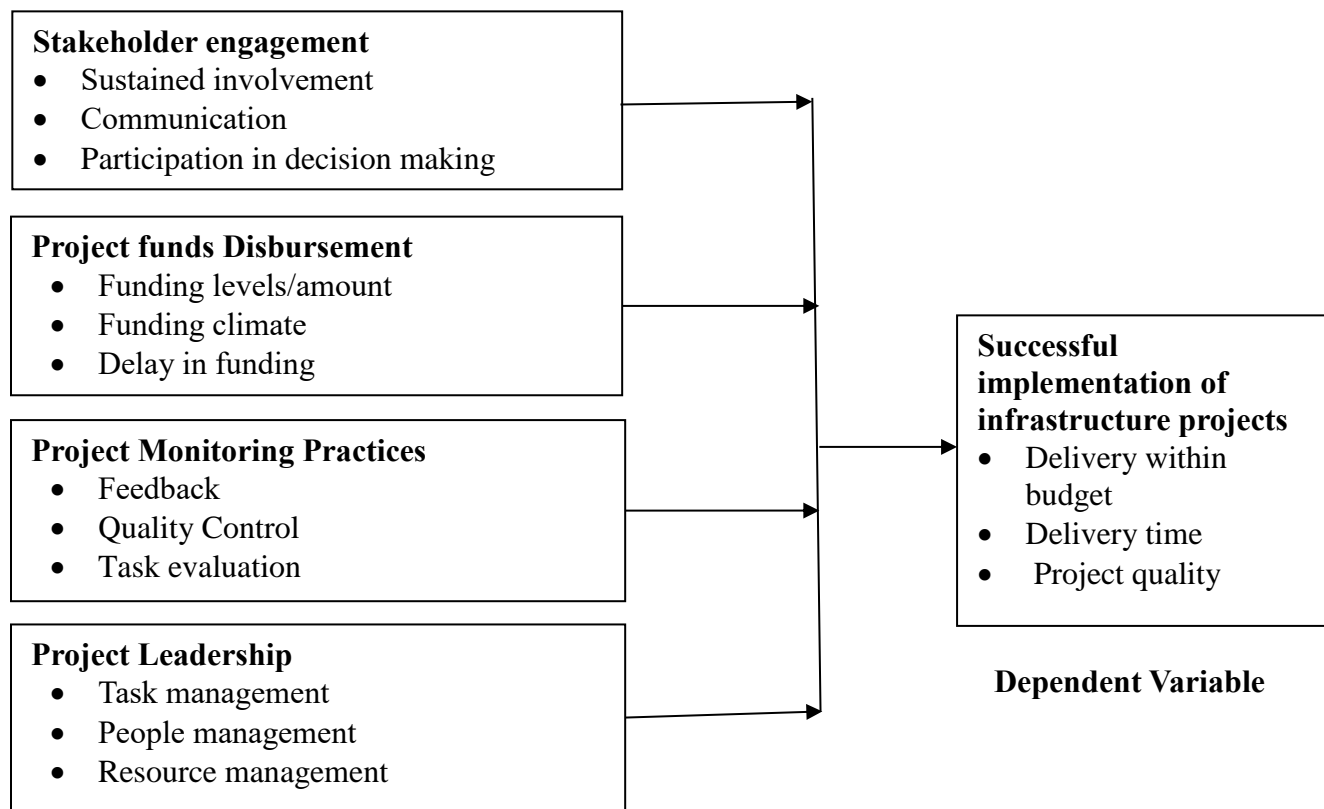 Stakeholder engagement
• Sustained involvement
• Communication
• Participation in decision making
Project funds Disbursement
• Funding levels/amount
• Funding climate
• Delay in funding
Project Monitoring Practices
• Feedback
• Quality Control
• Task evaluation
Project Leadership
• Task management
• People management
• Resource management
Successful
implementation of
infrastructure projects
• Delivery within
budget
• Delivery time
• Project quality
Dependent Variable